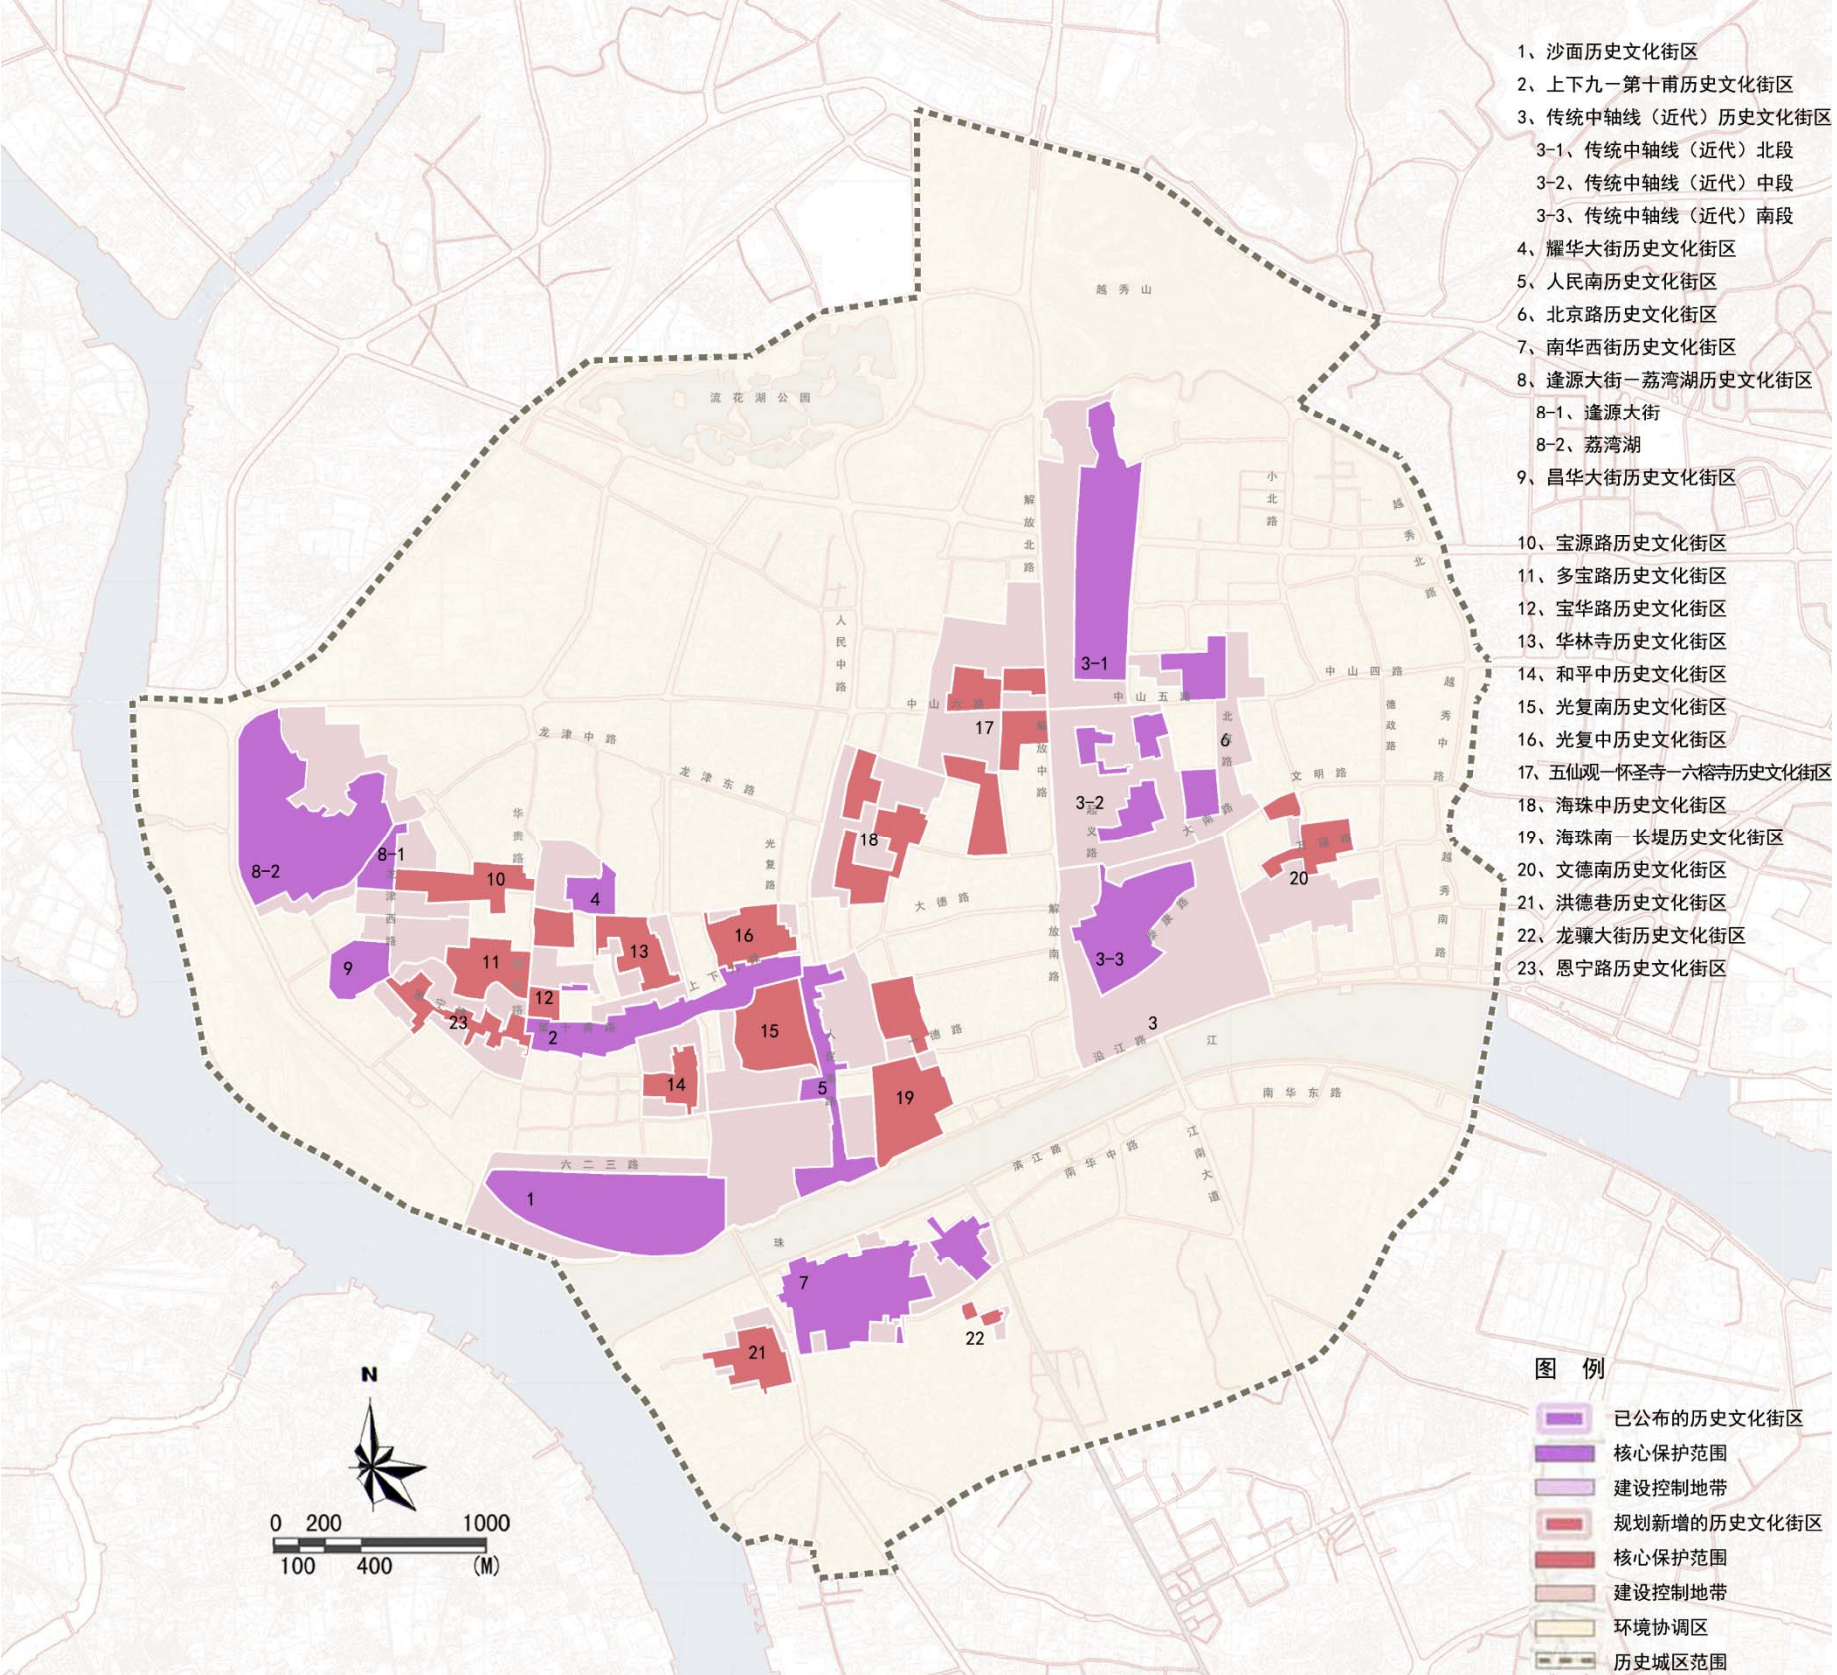 1、沙面历史文化街区
2、上下九一第十甫历史文化街区
3、传统中轴线（近代）历史文化街区
3-1、传统中轴线（近代）北段
3-2、传统中轴线（近代）中段
3-3、传统中轴线（近代）南段
4、耀华大街历史文化街区
5、人民南历史文化街区
6、北京路历史文化街区
7、南华西街历史文化街区
8、逢源大街一荔湾湖历史文化街区
8-1、逢源大街
8-2、荔湾湖
9、昌华大街历史文化街区
10、宝源路历史文化街区
11、多宝路历史文化街区
12、宝华路历史文化街区
13、华林寺历史文化街区
14、和平中历史文化街区
15、光复南历史文化街区
16、光复中历史文化街区
17、五仙观一怀圣寺一六榕寺历史文化街区
18、海珠中历史文化街区
19、海珠南—长堤历史文化街区
20、文德南历史文化街区
21、洪德巷历史文化街区
22、龙骧大街历史文化街区
23、恩宁路历史文化街区
越秀山
流花湖公园
解放北路
小北路
越秀北路
人民中路
3-1
中山四路
中山六路
中山五路
越秀中路
德政路
17
解放中路
北京路
6
龙津中路
龙津东路
文明路
3-2
起义路
大南路
华贵路
光复路
18
万福路
8-1
8-2
龙津西路
10
4
20
大德路
解放南路
越秀南路
16
13
上下九路
9
11
3-3
12
恩宁路
23
第十甫路
2
15
人民南路
一德路
3
沿江路
江
14
5
19
南华东路
六二三路
1
滨江路
南华中路
江南大道
珠
7
22
21
N
0 200 1000
100 400 (M)
图 例
已公布的历史文化街区
核心保护范围
建设控制地带
规划新增的历史文化街区
核心保护范围
建设控制地带
环境协调区
历史城区范围